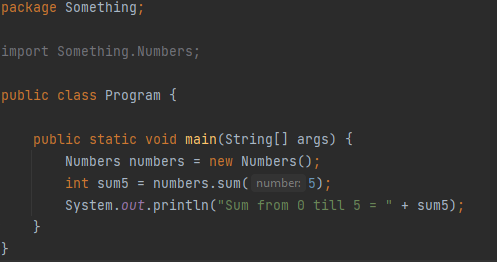 package Something;
import Something.Numbers;
public class Program {
public static void main(String[] args) {
Numbers numbers = new Numbers();
int sum5 = numbers.sum( number: 5);
System.out.println("Sum from 0 till 5 = " + sum5);
}
}